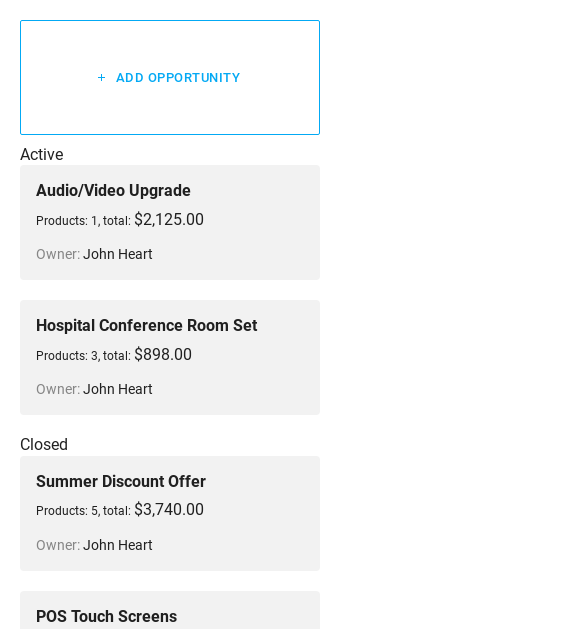 + ADD OPPORTUNITY
Active
Audio/Video Upgrade
Products: 1, total: $2,125.00
Owner: John Heart
Hospital Conference Room Set
Products: 3, total: $898.00
Owner: John Heart
Closed
Summer Discount Offer
Products: 5, total: $3,740.00
Owner: John Heart
POS Touch Screens